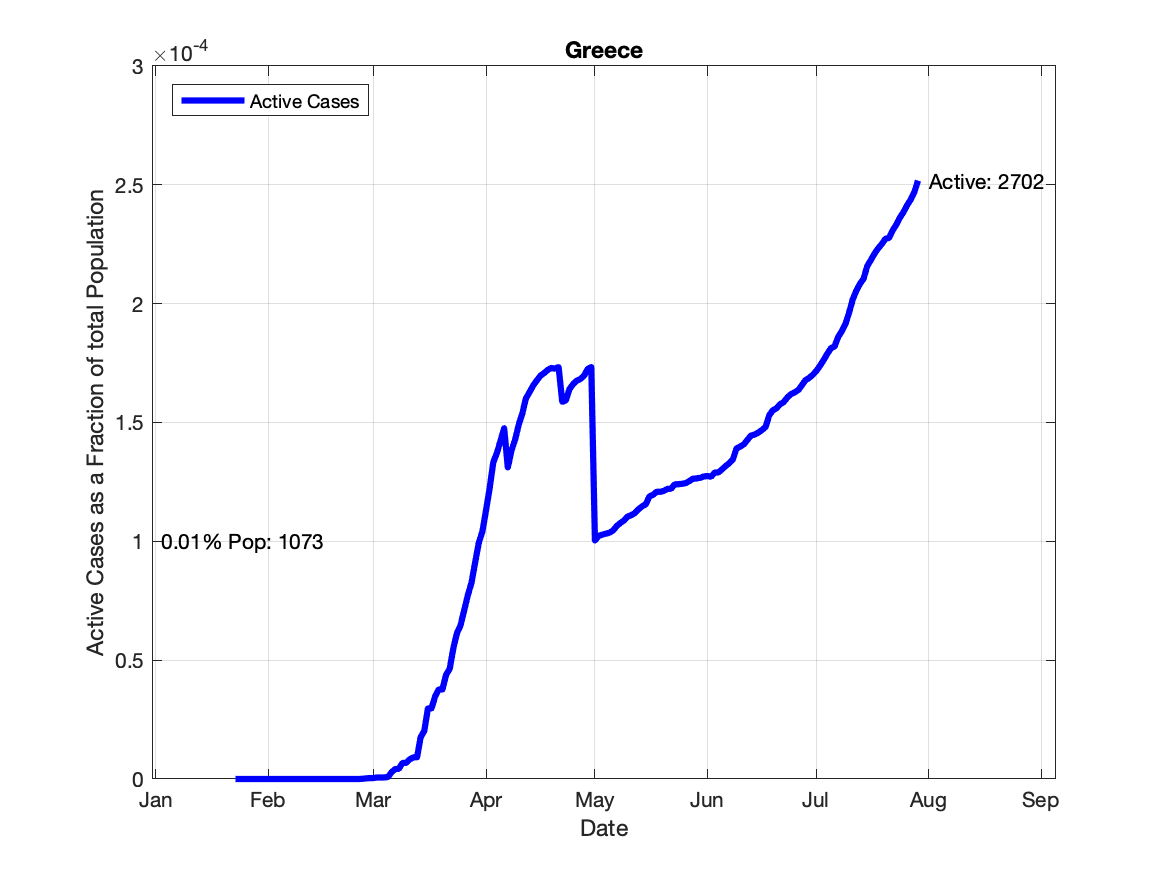 Greece
×10-4
3
2.5
2
1.5
1
0.5
0
Active Cases as a Fraction of total Population
Active Cases
Active: 2702
0.01% Pop: 1073
Jan Feb Mar Apr May Jun Jul Aug Sep
Date